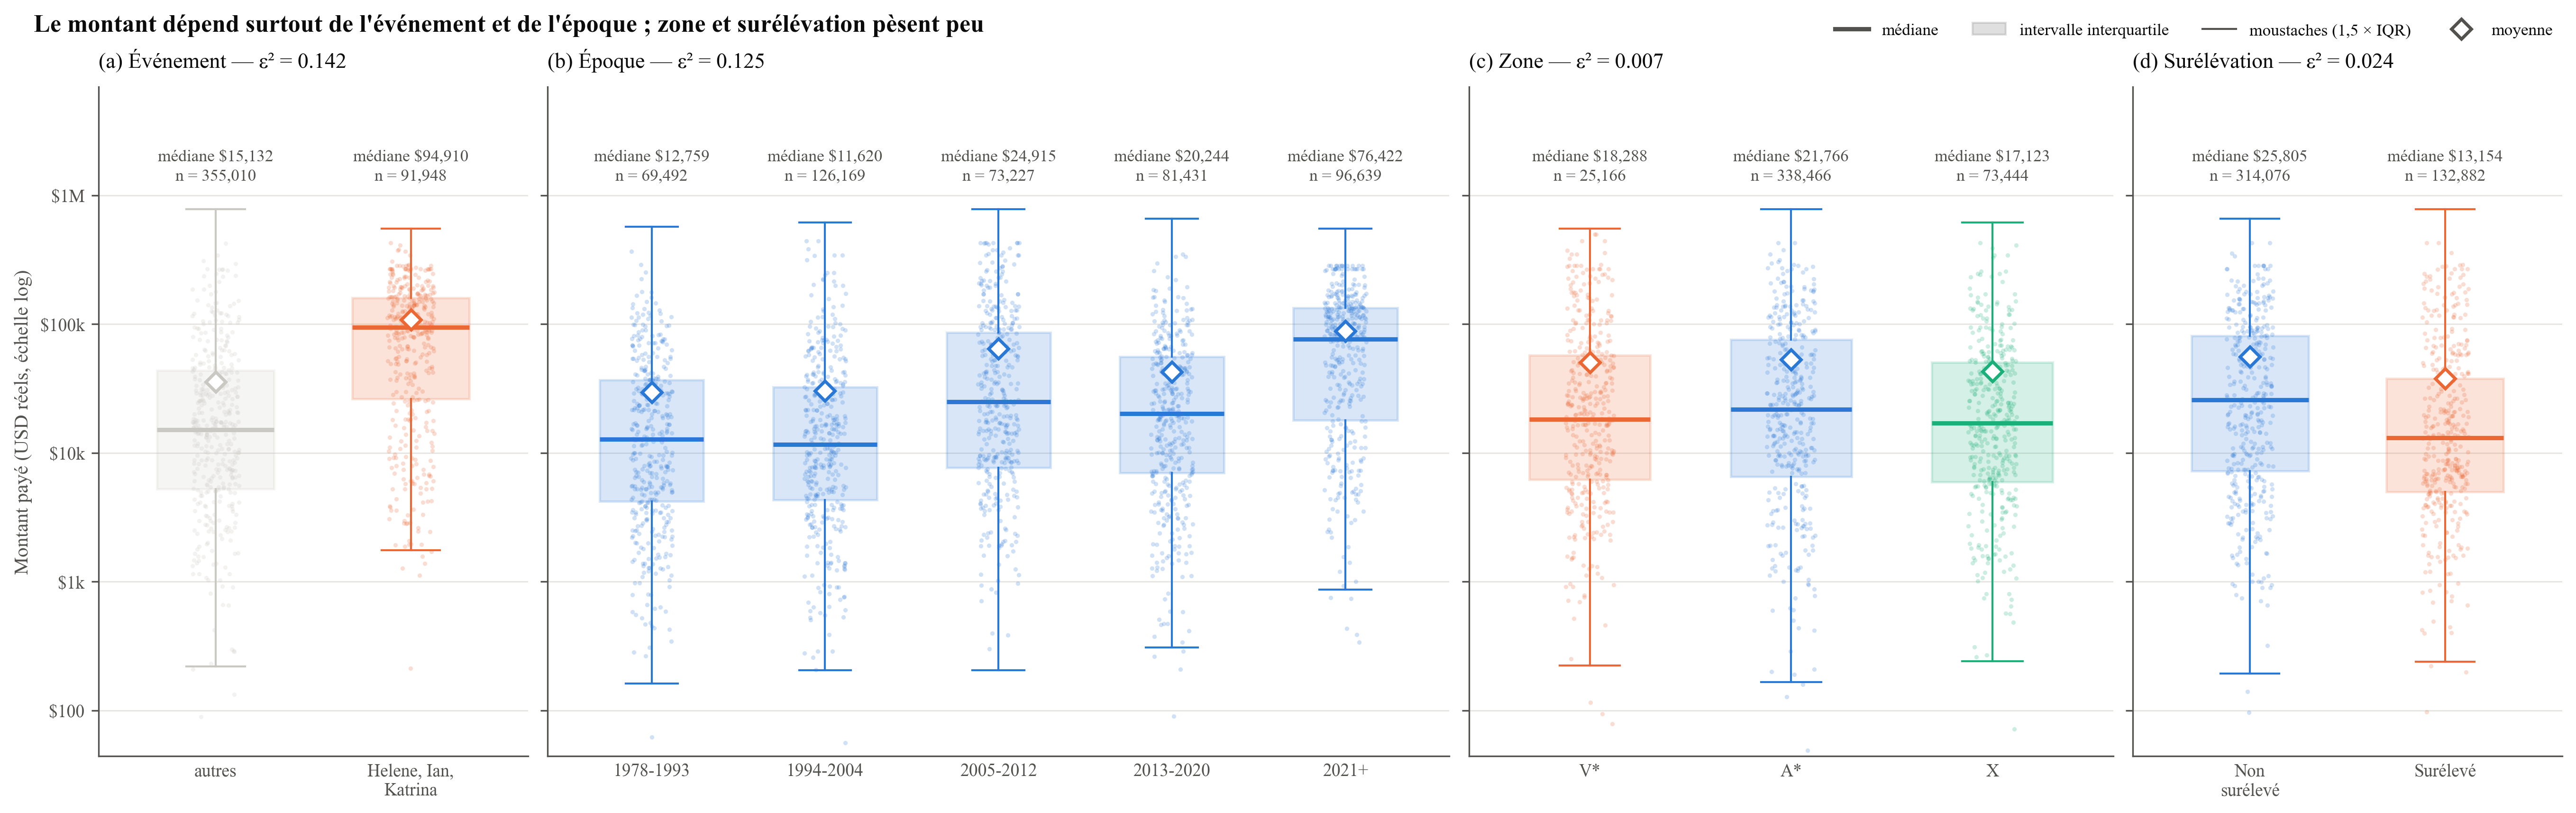 Le montant dépend surtout de l'événement et de l'époque ; zone et surélévation pèsent peu
médiane
intervalle interquartile
moustaches (1,5 × IQR)
moyenne
(a) Événement — ε² = 0.142
(b) Époque — ε² = 0.125
(c) Zone — ε² = 0.007
(d) Surélévation — ε² = 0.024
Montant payé (USD réels, échelle log)
$1M
$100k
$10k
$1k
$100
médiane $15,132
n = 355,010
médiane $94,910
n = 91,948
médiane $12,759
n = 69,492
médiane $11,620
n = 126,169
médiane $24,915
n = 73,227
médiane $20,244
n = 81,431
médiane $76,422
n = 96,639
médiane $18,288
n = 25,166
médiane $21,766
n = 338,466
médiane $17,123
n = 73,444
médiane $25,805
n = 314,076
médiane $13,154
n = 132,882
autres
Helene, Ian,
Katrina
1978-1993
1994-2004
2005-2012
2013-2020
2021+
V*
A*
X
Non
surélevé
Surélevé